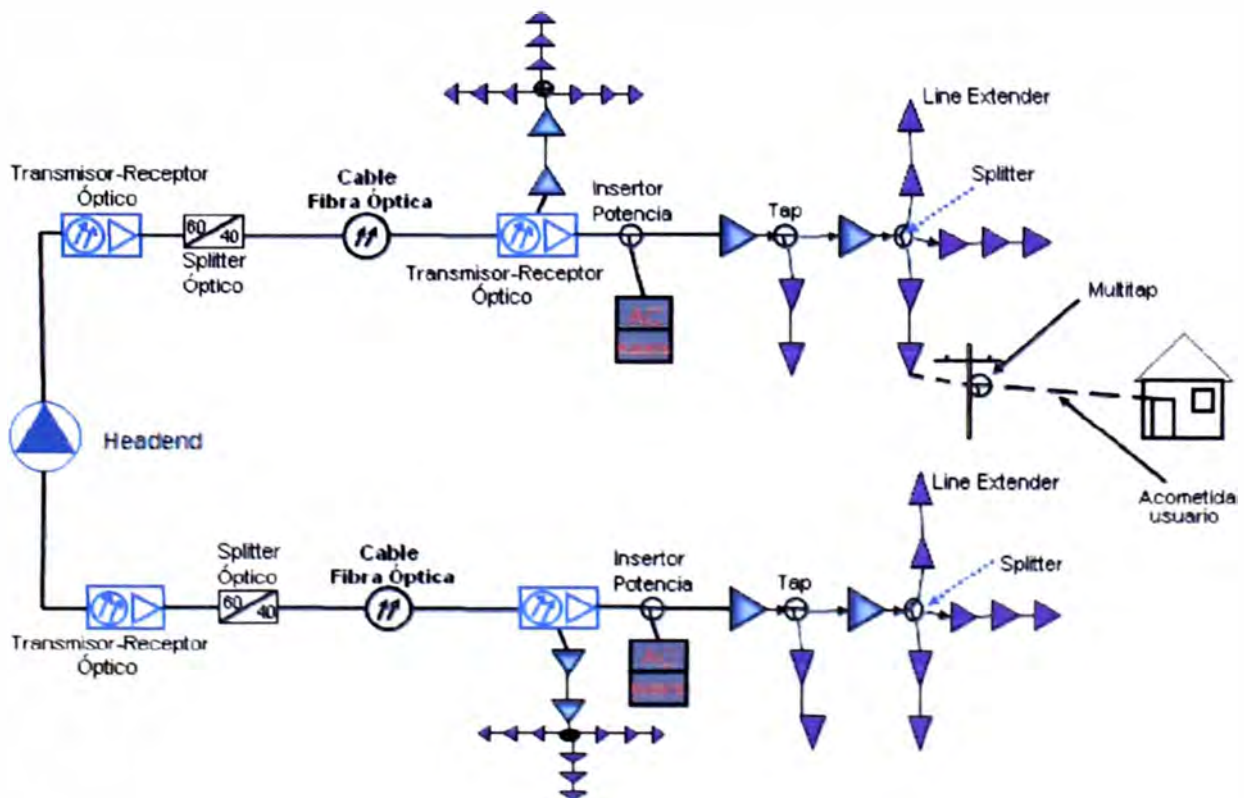 Line Extender
Transmisor-Receptor
Óptico
60
40
Splitter
Óptico
Cable
Fibra Óptica
Transmisor-Receptor
Óptico
Insertor
Potencia
AC
Tap
Splitter
Multitap
Acometida
usuario
Headend
Line Extender
Transmisor-Receptor
Óptico
Splitter
Óptico
60
40
Cable
Fibra Óptica
Insertor
Potencia
AC
Tap
Splitter